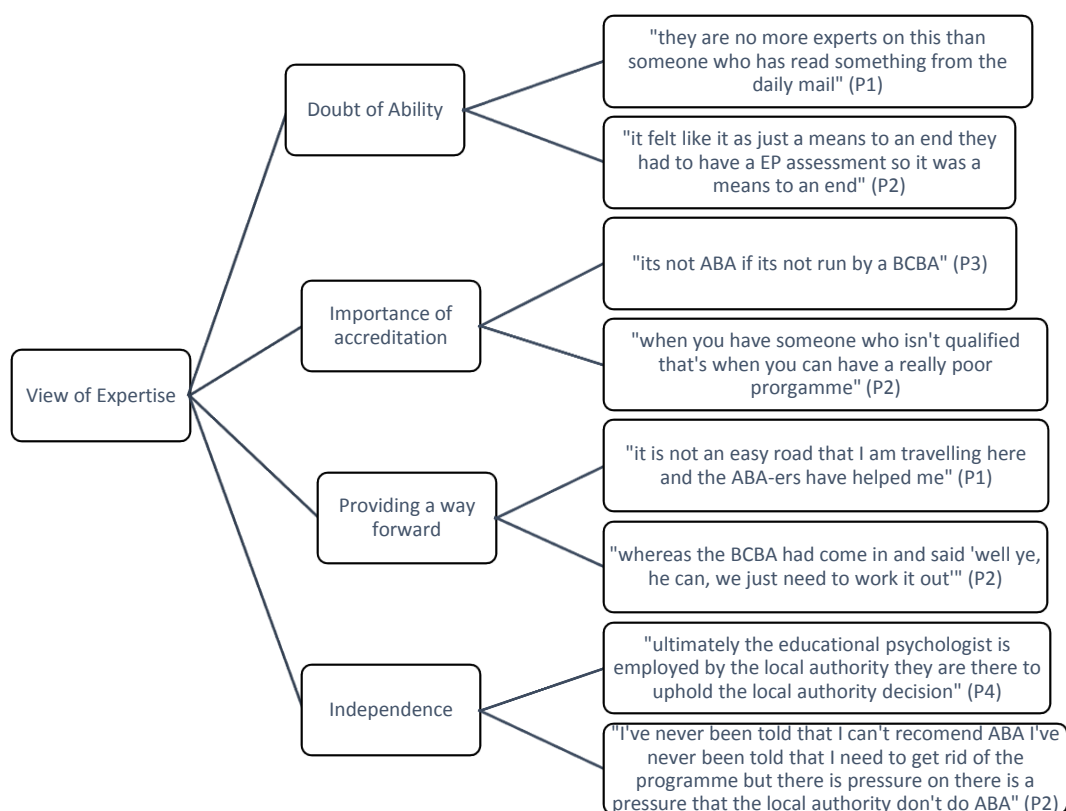 View of Expertise
Doubt of Ability
"they are no more experts on this than
someone who has read something from the
daily mail" (P1)
"it felt like it as just a means to an end they
had to have a EP assessment so it was a
means to an end" (P2)
Importance of
accreditation
"its not ABA if its not run by a BCBA" (P3)
"when you have someone who isn't qualified
that's when you can have a really poor
prorgamme" (P2)
Providing a way
forward
"it is not an easy road that I am travelling here
and the ABA-ers have helped me" (P1)
"whereas the BCBA had come in and said 'well ye,
he can, we just need to work it out'" (P2)
Independence
"ultimately the educational psychologist is
employed by the local authority they are there to
uphold the local authority decision" (P4)
"I've never been told that I can't recomend ABA I've
never been told that I need to get rid of the
programme but there is pressure on there is a
pressure that the local authority don't do ABA" (P2)